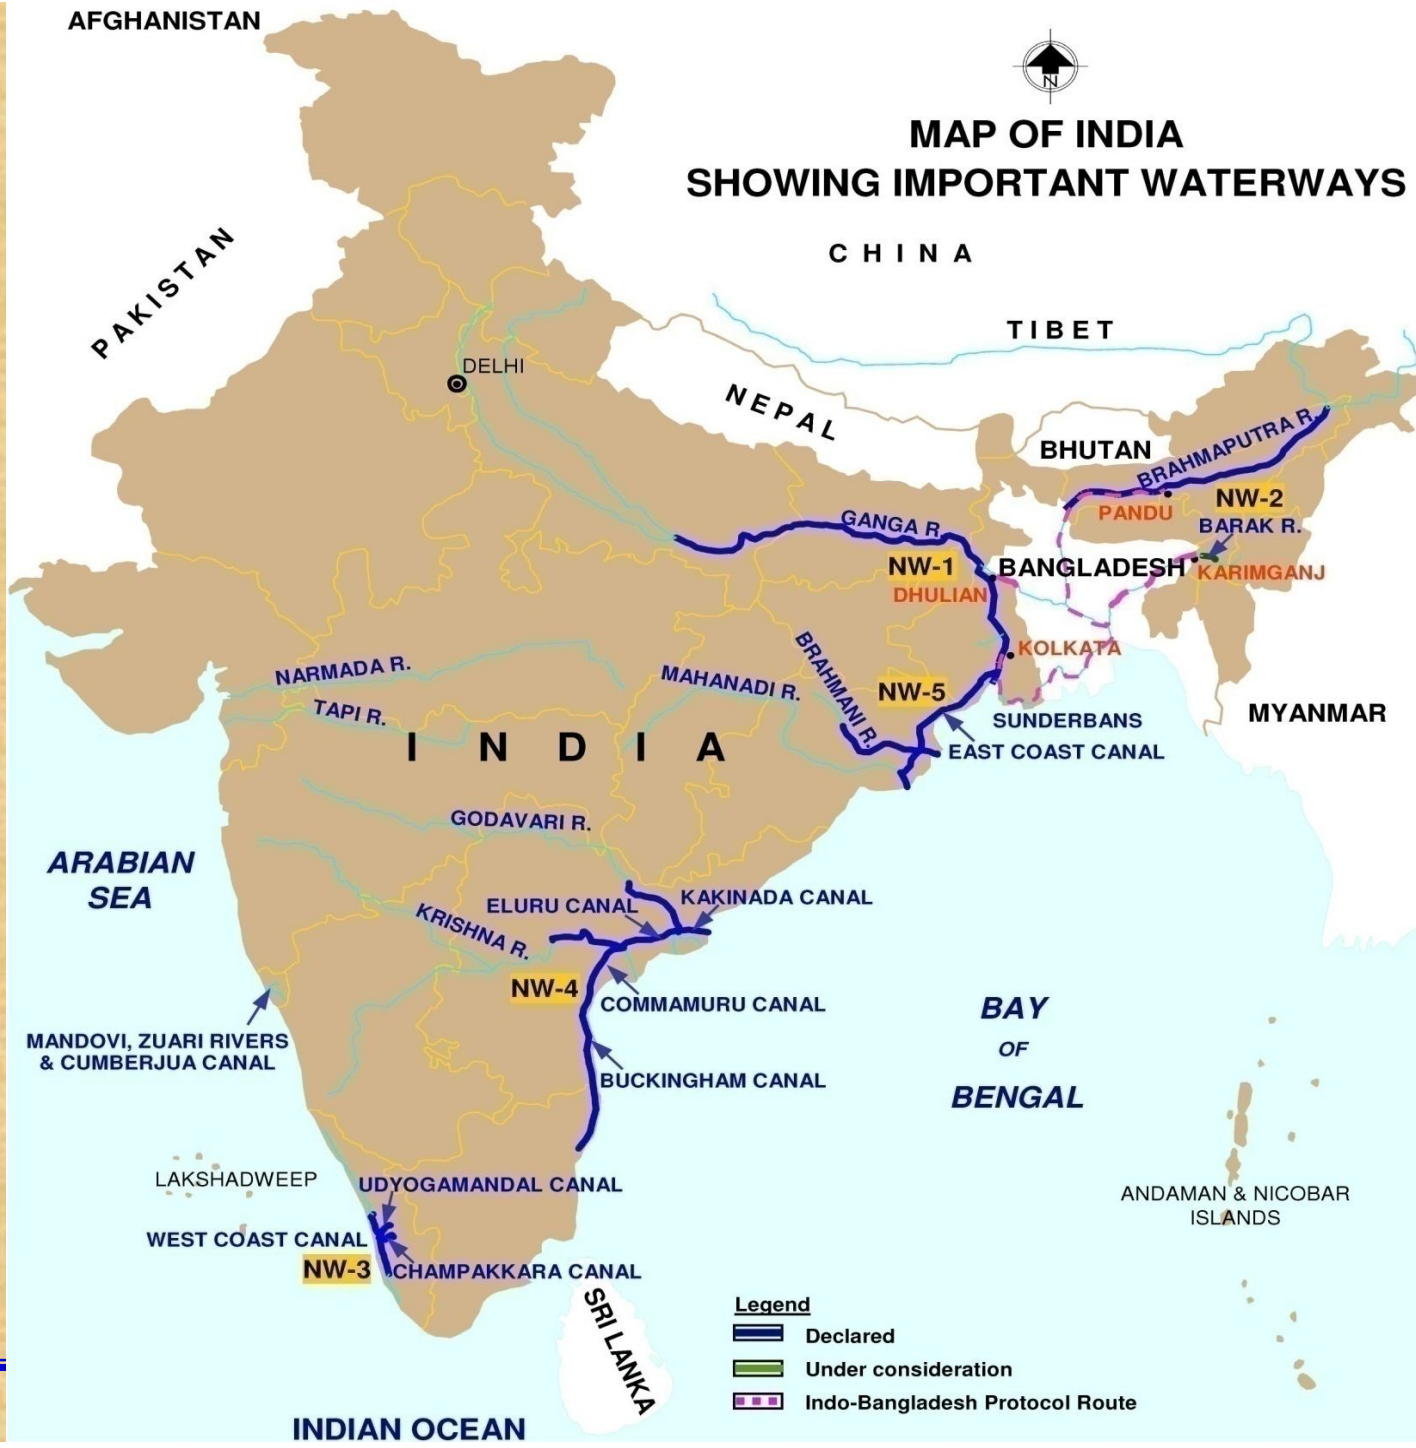 AFGHANISTAN
N
MAP OF INDIA
SHOWING IMPORTANT WATERWAYS
CHINA
PAKISTAN
TIBET
DELHI
NEPAL
BHUTAN
BRAHMAPUTRA R.
NW-2
PANDU
BARAK R.
GANGA R.
NW-1
BANGLADESH
KARIMGANJ
DHULIAN
KOLKATA
NARMADA R.
MAHANADI R.
BRAHMANI R.
NW-5
TAPI R.
SUNDERBANS
MYANMAR
INDIA
EAST COAST CANAL
GODAVARI R.
ARABIAN
SEA
ELURU CANAL
KAKINADA CANAL
KRISHNA R.
NW-4
COMMAMURU CANAL
BAY
OF
BENGAL
MANDOVI, ZUARI RIVERS
& CUMBERJUA CANAL
BUCKINGHAM CANAL
LAKSHADWEEP
UDYOGAMANDAL CANAL
ANDAMAN & NICOBAR
ISLANDS
WEST COAST CANAL
NW-3
CHAMPAKKARA CANAL
SRI LANKA
Legend
Declared
Under consideration
Indo-Bangladesh Protocol Route
INDIAN OCEAN